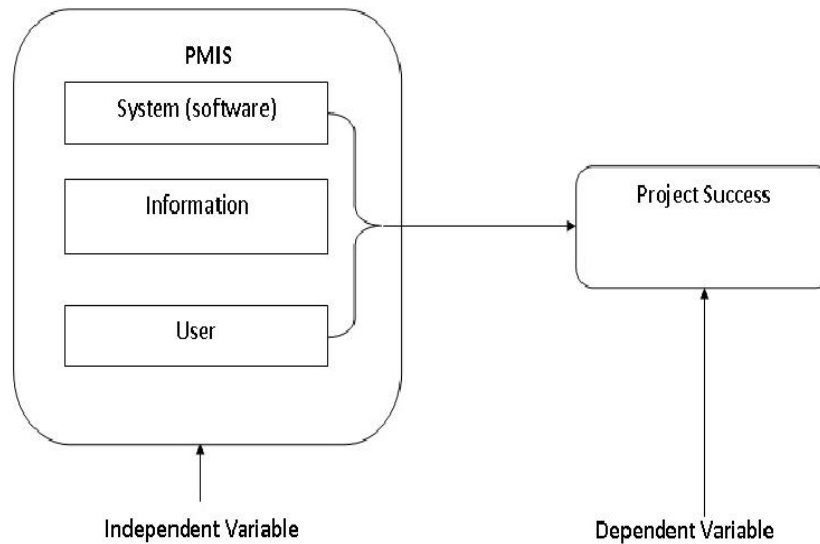 PMIS
System (software)
Information
User
Project Success
Independent Variable
Dependent Variable